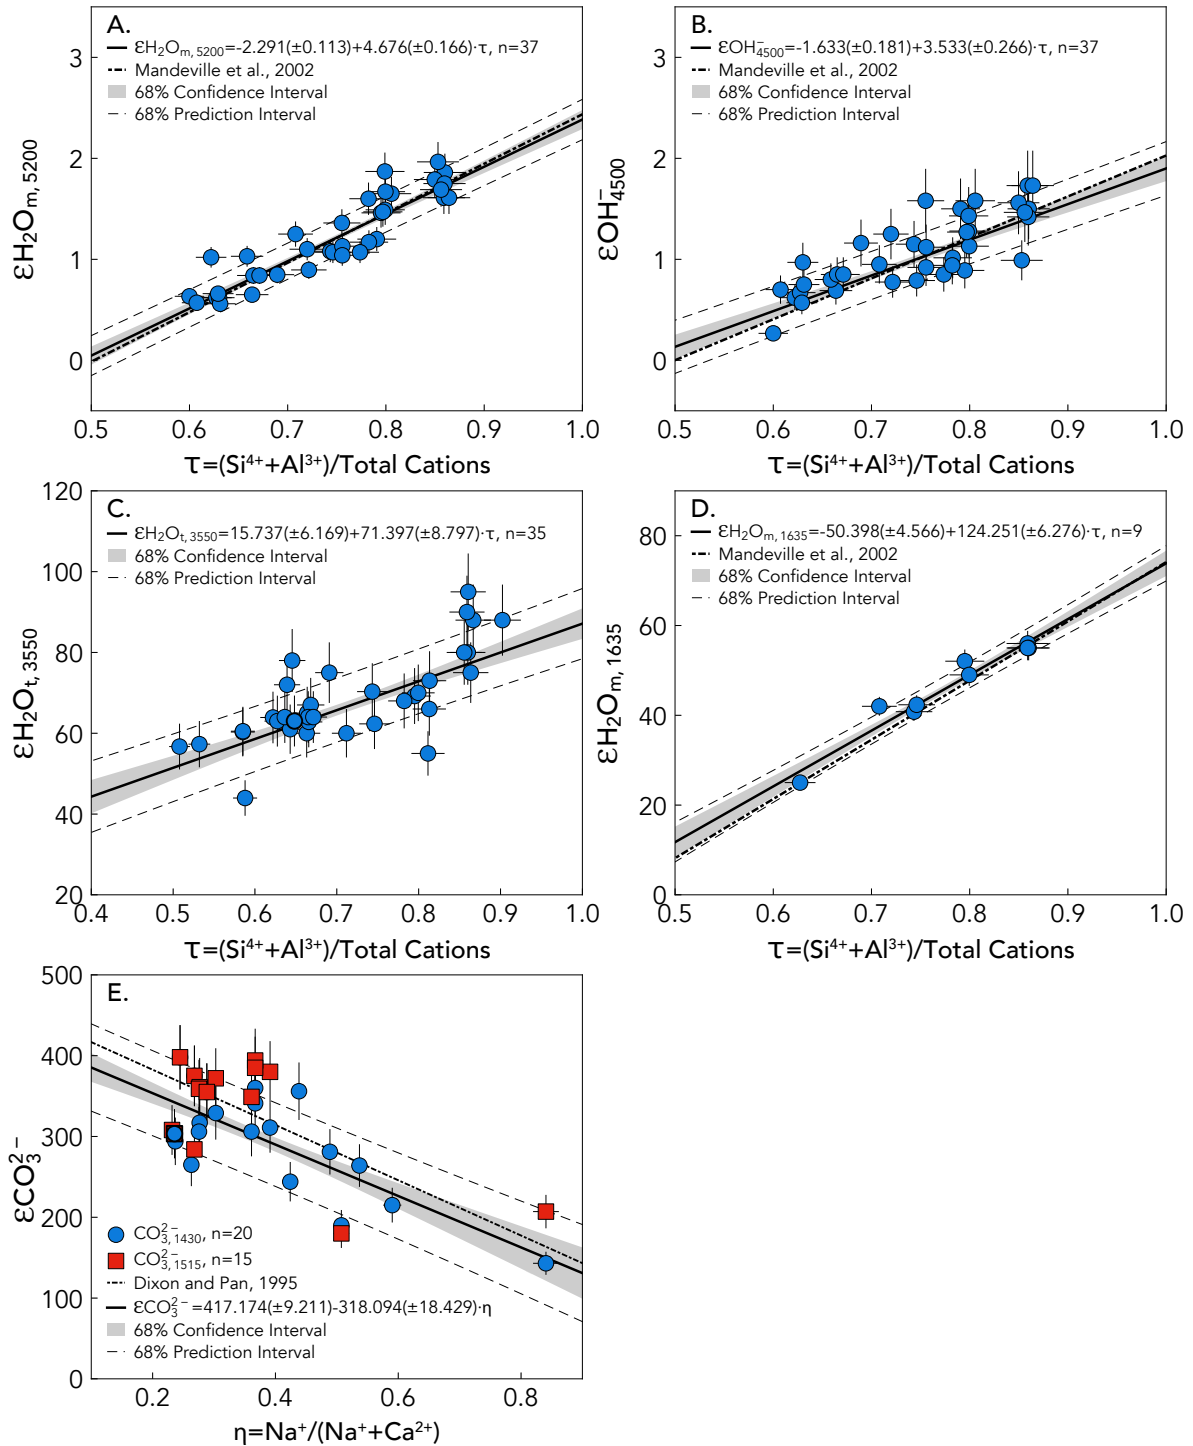 A.
εH₂Oₘ, ₅₂₀₀=-2.291(±0.113)+4.676(±0.166)·τ, n=37
Mandeville et al., 2002
68% Confidence Interval
68% Prediction Interval
εH₂Oₘ, ₅₂₀₀
3
2
1
0
0.5 0.6 0.7 0.8 0.9 1.0
τ=(Si⁴⁺+Al³⁺)/Total Cations
B.
εOH⁻₄₅₀₀=-1.633(±0.181)+3.533(±0.266)·τ, n=37
Mandeville et al., 2002
68% Confidence Interval
68% Prediction Interval
εOH⁻₄₅₀₀
3
2
1
0
0.5 0.6 0.7 0.8 0.9 1.0
τ=(Si⁴⁺+Al³⁺)/Total Cations
C.
εH₂Oₜ, ₃₅₅₀=15.737(±6.169)+71.397(±8.797)·τ, n=35
68% Confidence Interval
68% Prediction Interval
εH₂Oₜ, ₃₅₅₀
120
100
80
60
40
20
0.4 0.5 0.6 0.7 0.8 0.9 1.0
τ=(Si⁴⁺+Al³⁺)/Total Cations
D.
εH₂Oₘ, ₁₆₃₅=-50.398(±4.566)+124.251(±6.276)·τ, n=9
Mandeville et al., 2002
68% Confidence Interval
68% Prediction Interval
εH₂Oₘ, ₁₆₃₅
80
60
40
20
0
0.5 0.6 0.7 0.8 0.9 1.0
τ=(Si⁴⁺+Al³⁺)/Total Cations
E.
εCO₃²⁻
500
400
300
200
100
0
CO₃²⁻, ₁₄₃₀, n=20
CO₃²⁻, ₁₅₁₅, n=15
Dixon and Pan, 1995
εCO₃²⁻=417.174(±9.211)-318.094(±18.429)·η
68% Confidence Interval
68% Prediction Interval
0.2 0.4 0.6 0.8
η=Na⁺/(Na⁺+Ca²⁺)